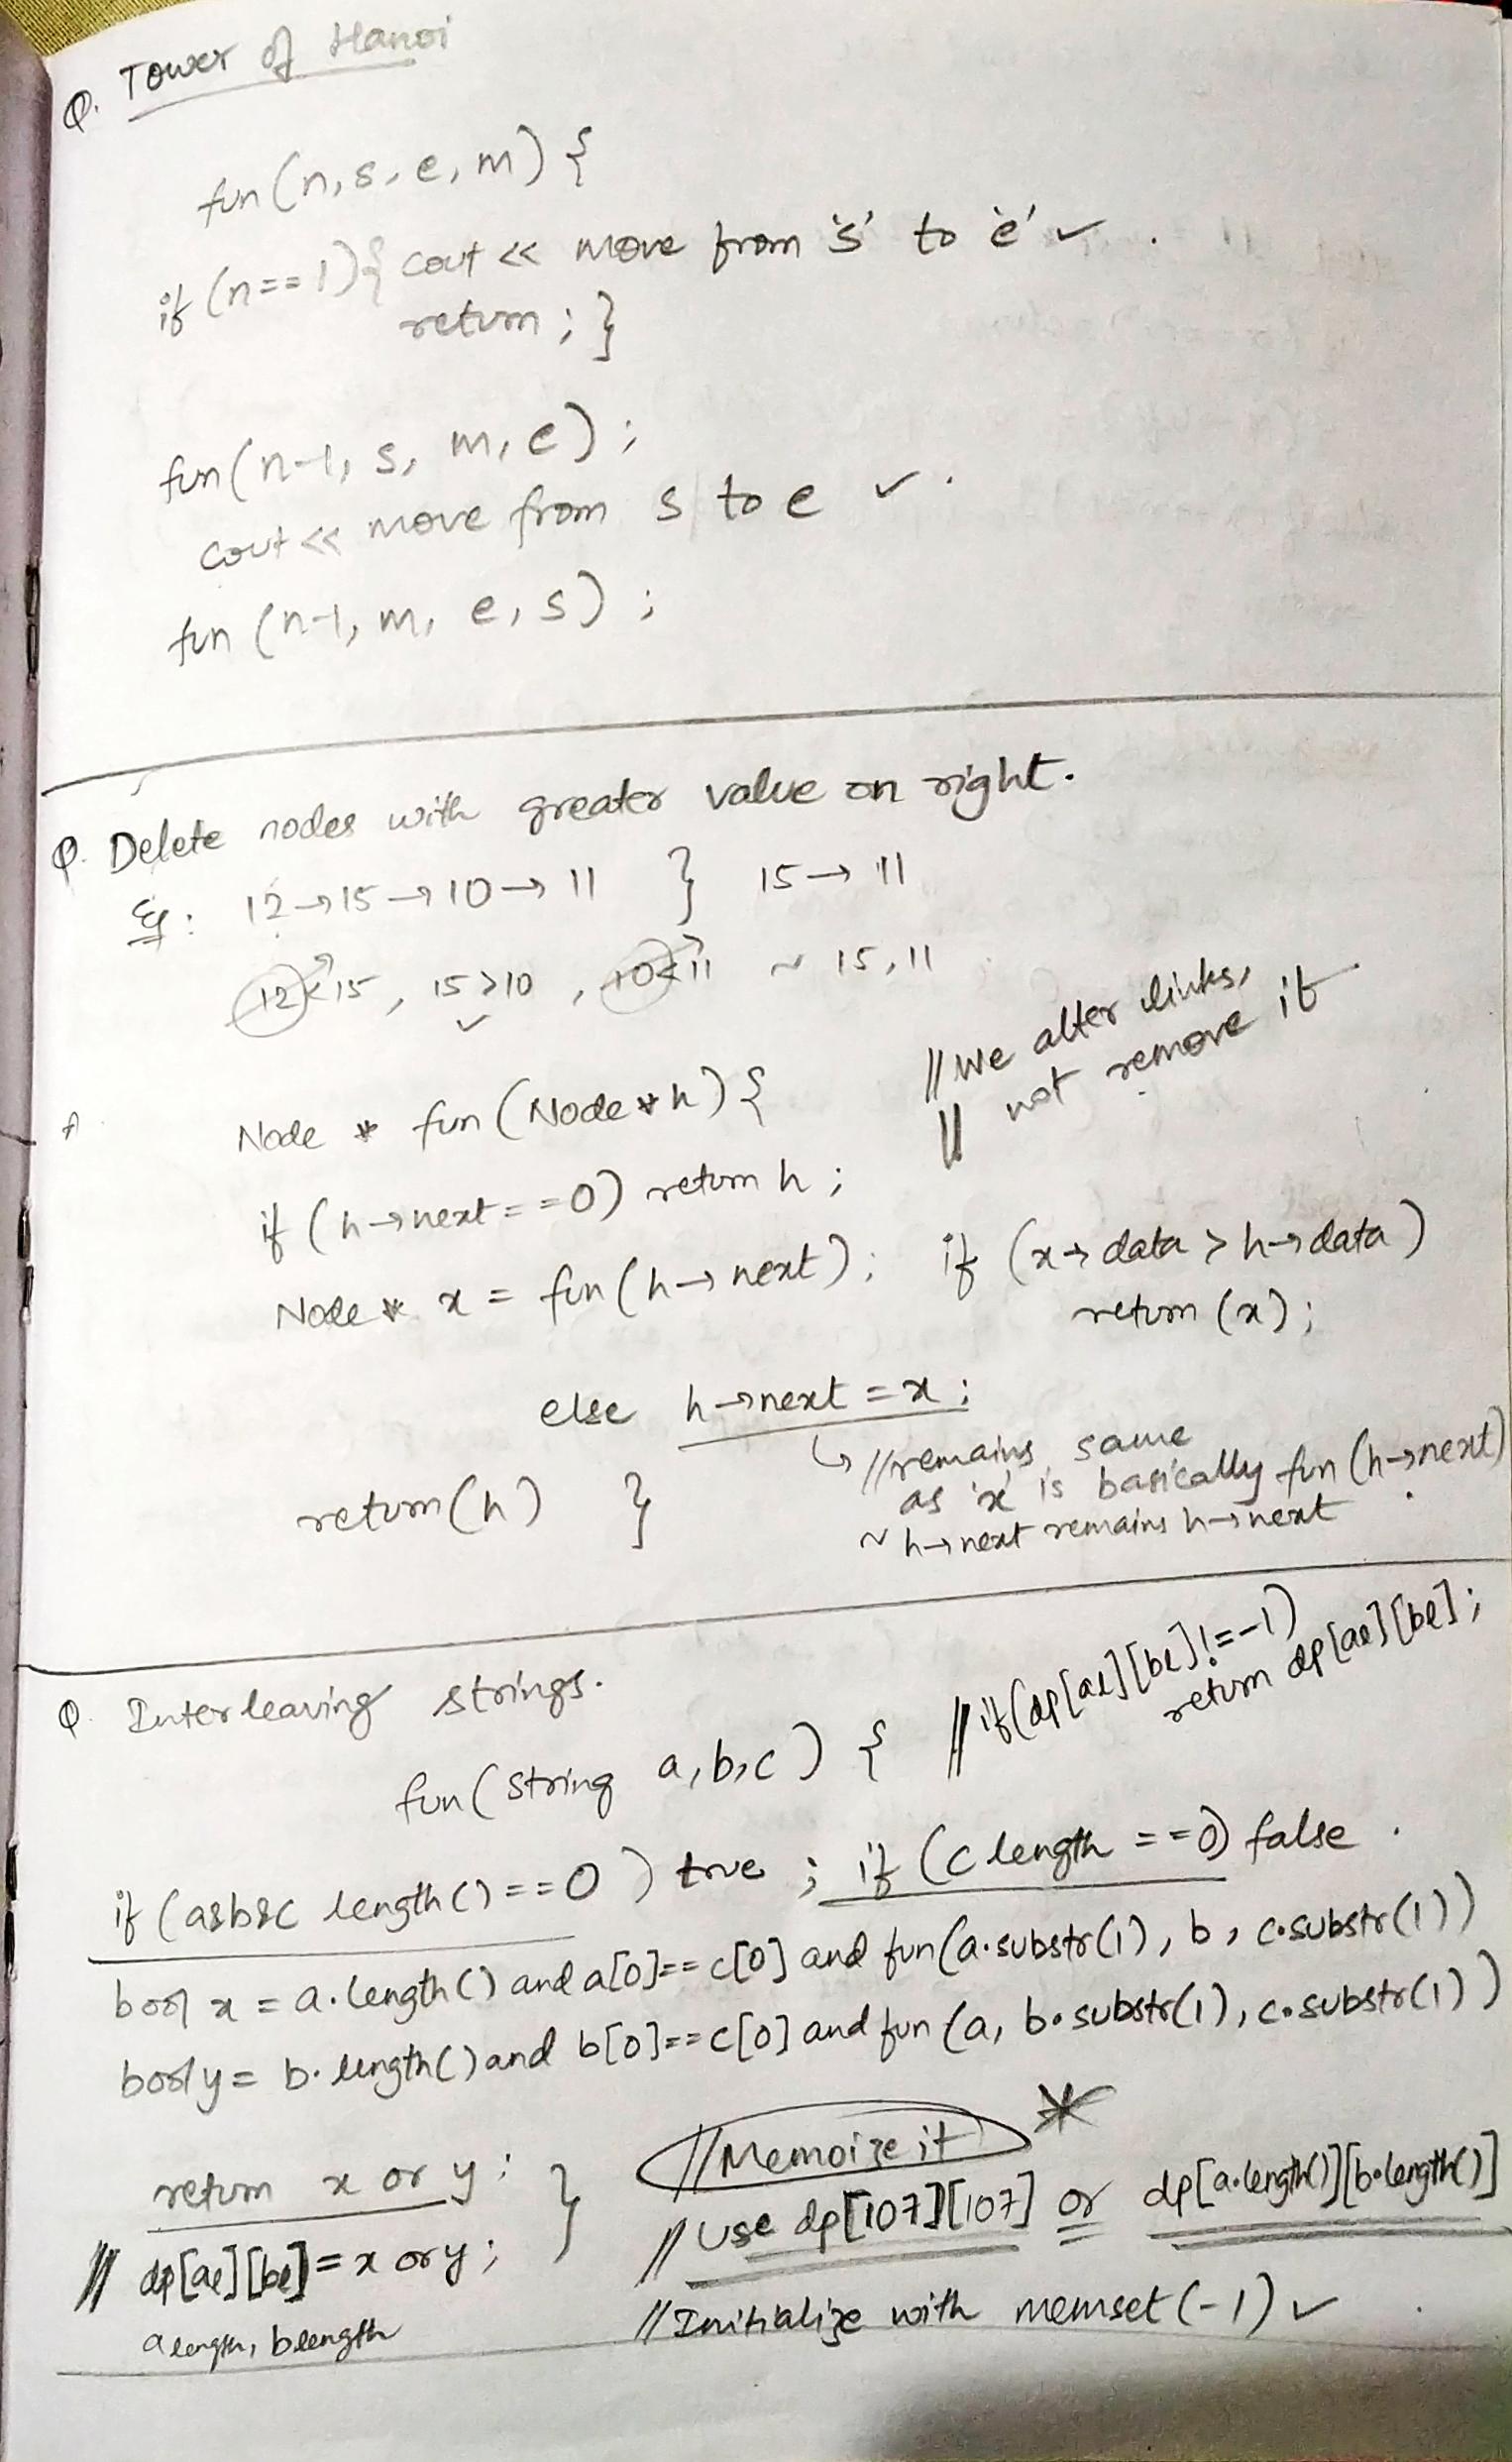 Q. Tower of Hanoi
fun(n,s,e,m) {
if (n==1){ cout << move from 's' to 'e' ✓ .
return ; }
fun(n-1, s, m, e) ;
cout << move from s to e ✓ .
fun (n-1, m, e, s) ;
Q. Delete nodes with greater value on right.
Eg : 12→15→10→11 } 15→11
12<15 , 15>10 , 10<11 ~ 15,11
✓
// We alter links,
// not remove it
Node * fun (Node * h) {
if (h→next==0) return h ;
Node * x = fun(h→next) ; if (x→data > h→data)
return (x) ;
else h→next = x ;
↳ //remains same
as 'x' is basically fun (h→next)
~ h→next remains h→next .
return(h) }
Q. Interleaving strings.
fun(string a,b,c) { // if(dp[al][bl]!=-1)
return dp[al][bl];
if (a&b&c length()==0) true ; if (c length ==0) false .
bool x = a.length() and a[0]==c[0] and fun(a.substr(1), b, c.substr(1))
bool y = b.length() and b[0]==c[0] and fun (a, b.substr(1), c.substr(1))
return x or y ; } //Memoize it *
// dp[al][bl]=x or y ; //Use dp[107][107] or dp[a.length()][b.length()]
a length, b length //Initialize with memset(-1) ✓